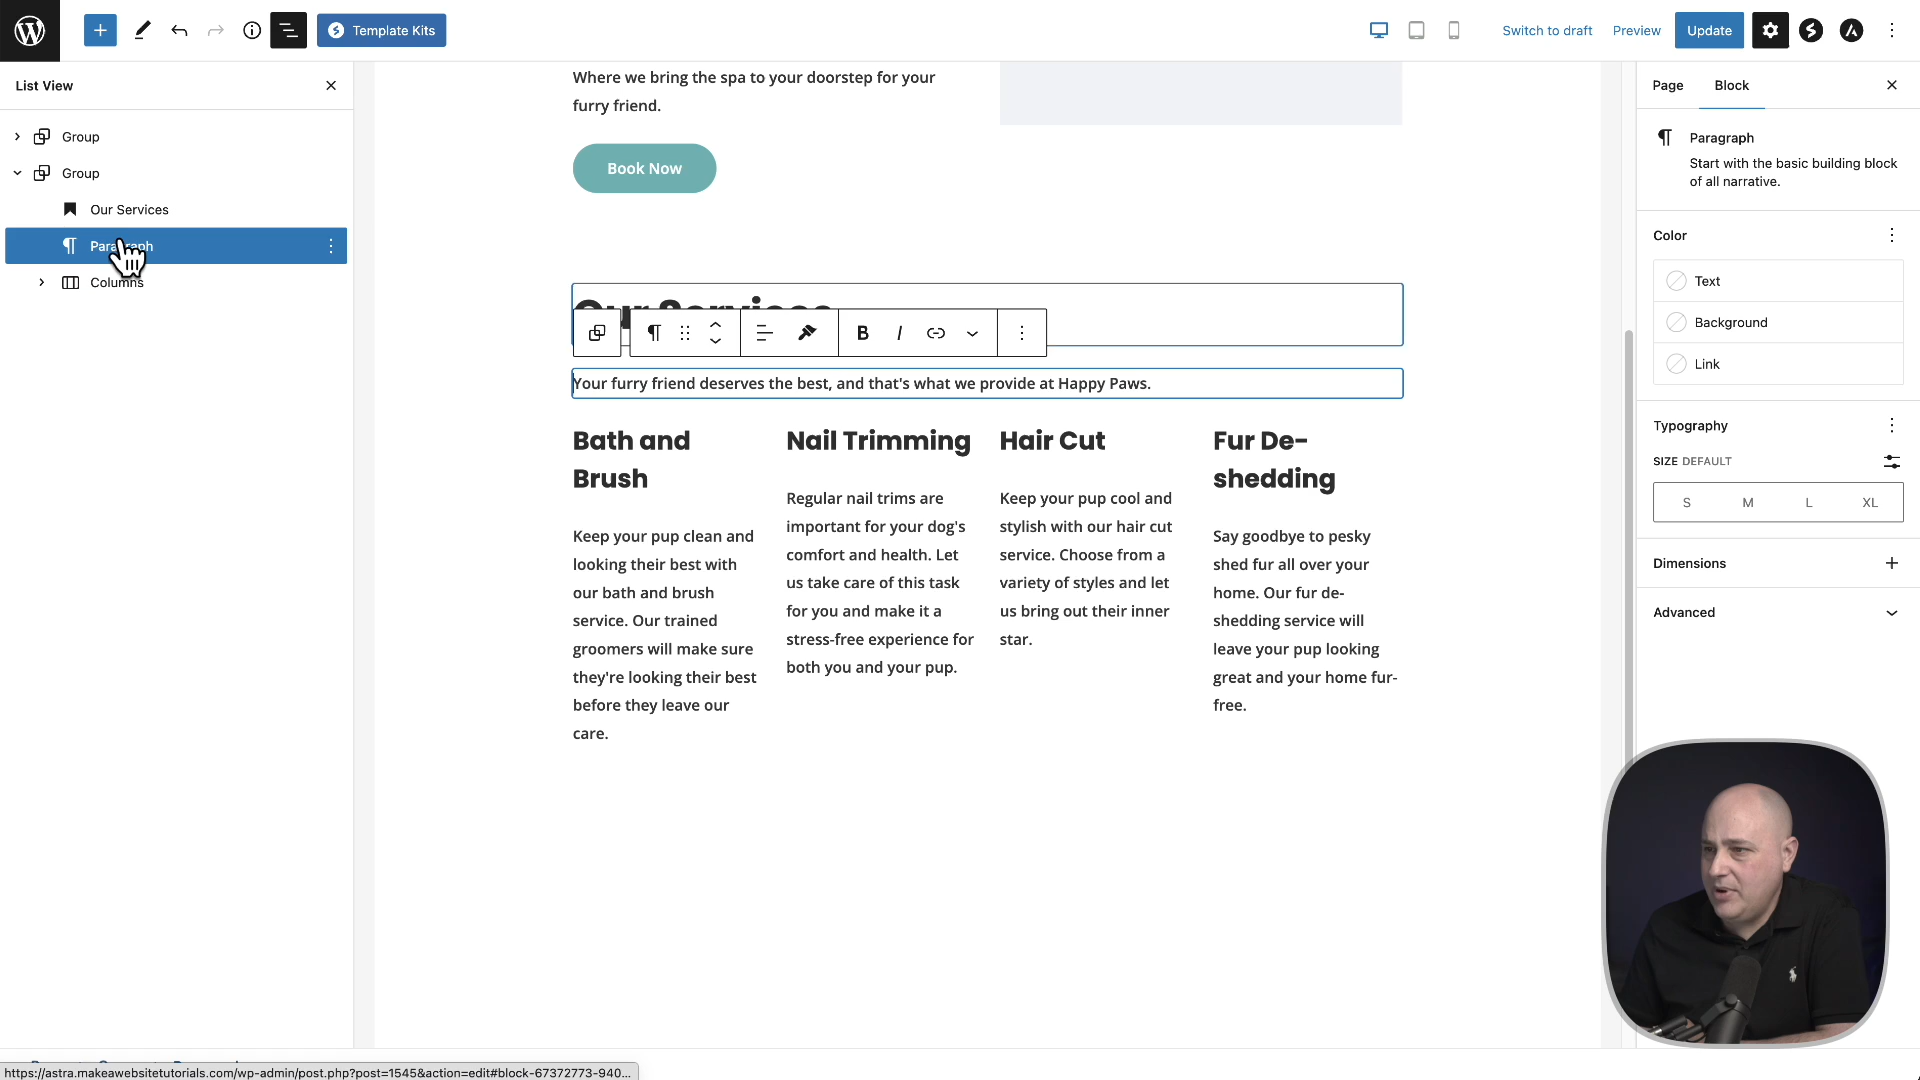 Template Kits
Switch to draft
Preview
Update
List View
Group
Group
Our Services
Paragraph
Columns
Where we bring the spa to your doorstep for your
furry friend.
Book Now
Our Services
B I
Your furry friend deserves the best, and that's what we provide at Happy Paws.
Bath and
Brush
Keep your pup clean and
looking their best with
our bath and brush
service. Our trained
groomers will make sure
they're looking their best
before they leave our
care.
Nail Trimming
Regular nail trims are
important for your dog's
comfort and health. Let
us take care of this task
for you and make it a
stress-free experience for
both you and your pup.
Hair Cut
Keep your pup cool and
stylish with our hair cut
service. Choose from a
variety of styles and let
us bring out their inner
star.
Fur De-
shedding
Say goodbye to pesky
shed fur all over your
home. Our fur de-
shedding service will
leave your pup looking
great and your home fur-
free.
Page
Block
Paragraph
Start with the basic building block
of all narrative.
Color
Text
Background
Link
Typography
SIZE DEFAULT
S M L XL
Dimensions
Advanced
https://astra.makeawebsitetutorials.com/wp-admin/post.php?post=1545&action=edit#block-67372773-940...